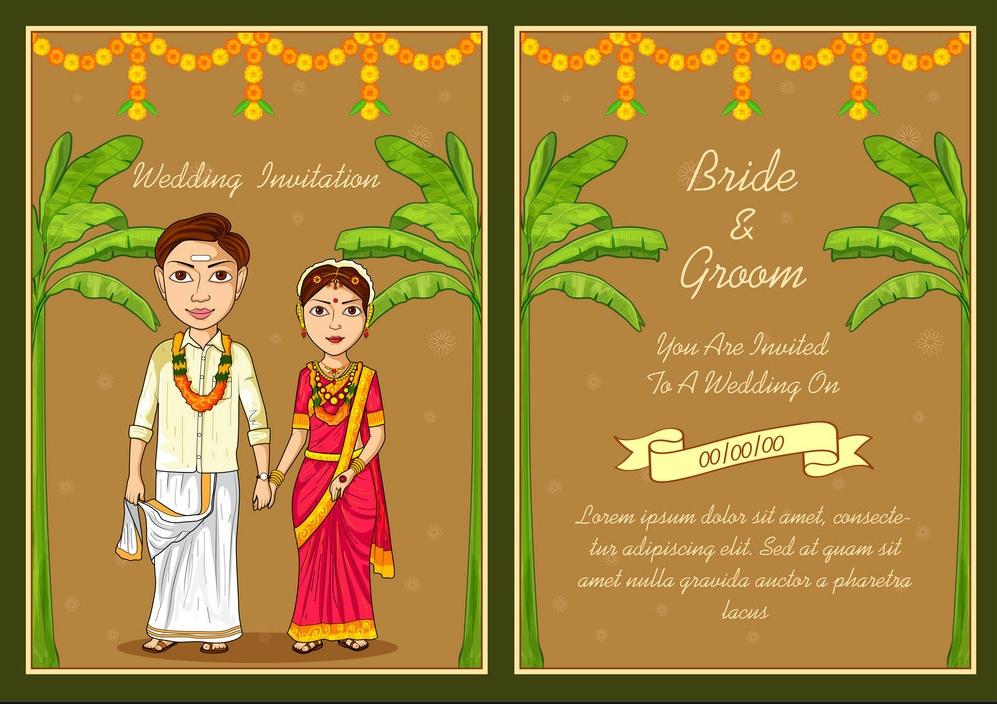 Wedding Invitation
Bride
&
Groom
You Are Invited
To A Wedding On
00/00/00
Lorem ipsum dolor sit amet, consecte-
tur adipiscing elit. Sed at quam sit
amet nulla gravida auctor a pharetra
lacus